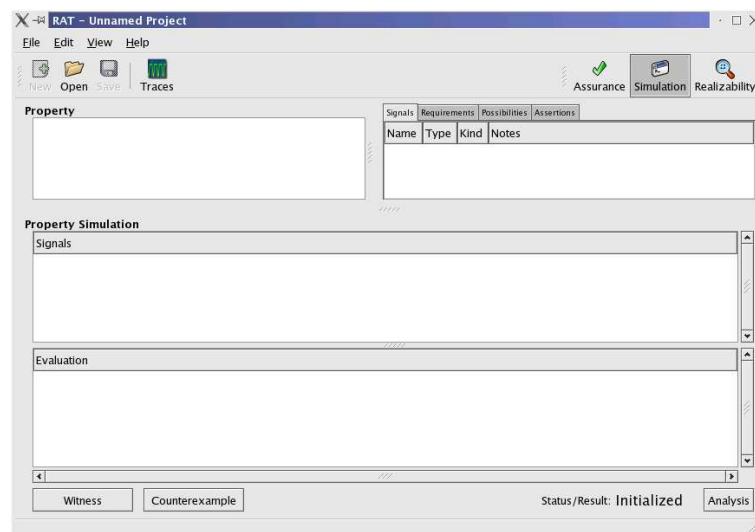 RAT - Unnamed Project
File Edit View Help
New Open Save Traces Assurance Simulation Realizability
Property
Signals Requirements Possibilities Assertions
Name Type Kind Notes
Property Simulation
Signals
Evaluation
Witness Counterexample Status/Result: Initialized Analysis